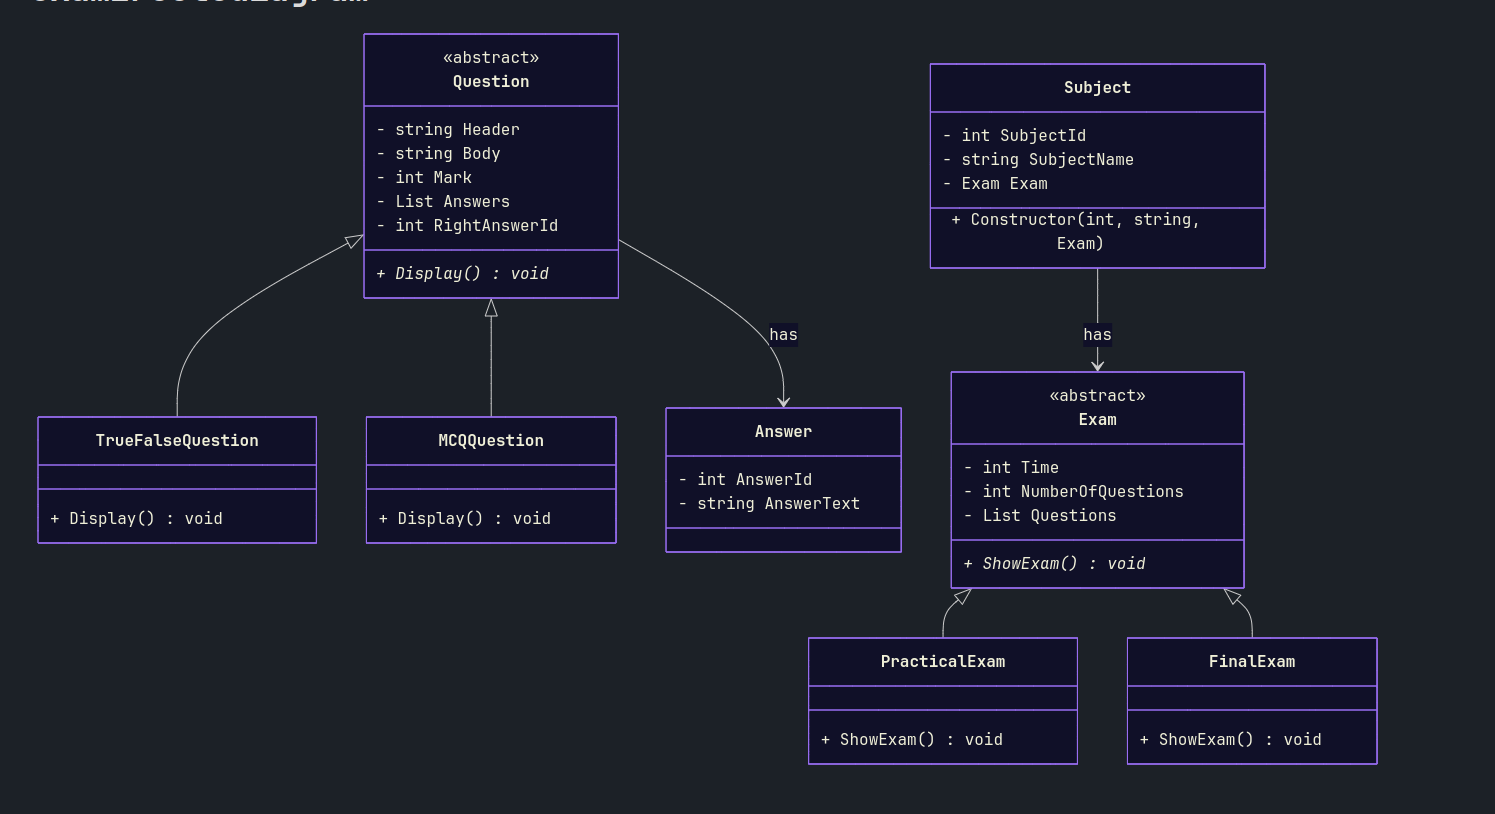 «abstract»
Question
- string Header
- string Body
- int Mark
- List Answers
- int RightAnswerId
+ Display() : void
Subject
- int SubjectId
- string SubjectName
- Exam Exam
+ Constructor(int, string,
Exam)
has
has
TrueFalseQuestion
+ Display() : void
MCQQuestion
+ Display() : void
Answer
- int AnswerId
- string AnswerText
«abstract»
Exam
- int Time
- int NumberOfQuestions
- List Questions
+ ShowExam() : void
PracticalExam
+ ShowExam() : void
FinalExam
+ ShowExam() : void